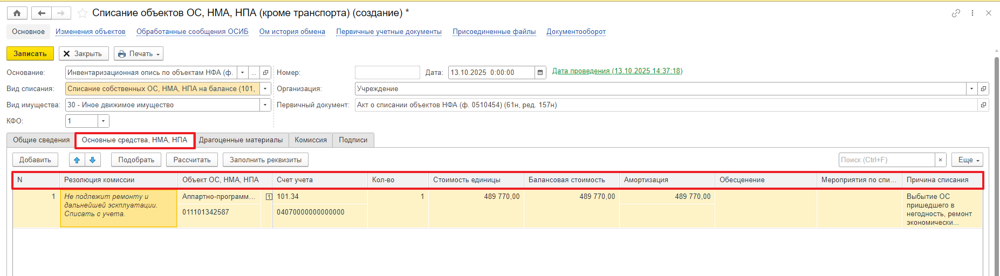 Списание объектов ОС, НМА, НПА (кроме транспорта) (создание) *
Основное Изменения объектов Обработанные сообщения ОСИБ Ом история обмена Первичные учетные документы Присоединенные файлы Документооборот
Записать Закрыть Печать
Основание: Инвентаризационная опись по объектам НФА (ф. ... Номер: Дата: 13.10.2025 0:00:00 Дата проведения (13.10.2025 14:37:18)
Вид списания: Списание собственных ОС, НМА, НПА на балансе (101, Организация: Учреждение
Вид имущества: 30 - Иное движимое имущество Первичный документ: Акт о списании объектов НФА (ф. 0510454) (61н, ред. 157н)
КФО: 1
Общие сведения Основные средства, НМА, НПА Драгоценные материалы Комиссия Подписи
Добавить Подобрать Рассчитать Заполнить реквизиты Поиск (Ctrl+F) × Еще
N Резолюция комиссии Объект ОС, НМА, НПА Счет учета Кол-во Стоимость единицы Балансовая стоимость Амортизация Обесценение Мероприятия по спи... Причина списания
1 Не подлежит ремонту и Аппартно-программ... 1 101.34 1 489 770,00 489 770,00 489 770,00 Выбытие ОС
дальнейшей эсkплуатации. пришедшего в
Списать с учета. 011101342587 04070000000000000 негодность, ремонт
экономически...